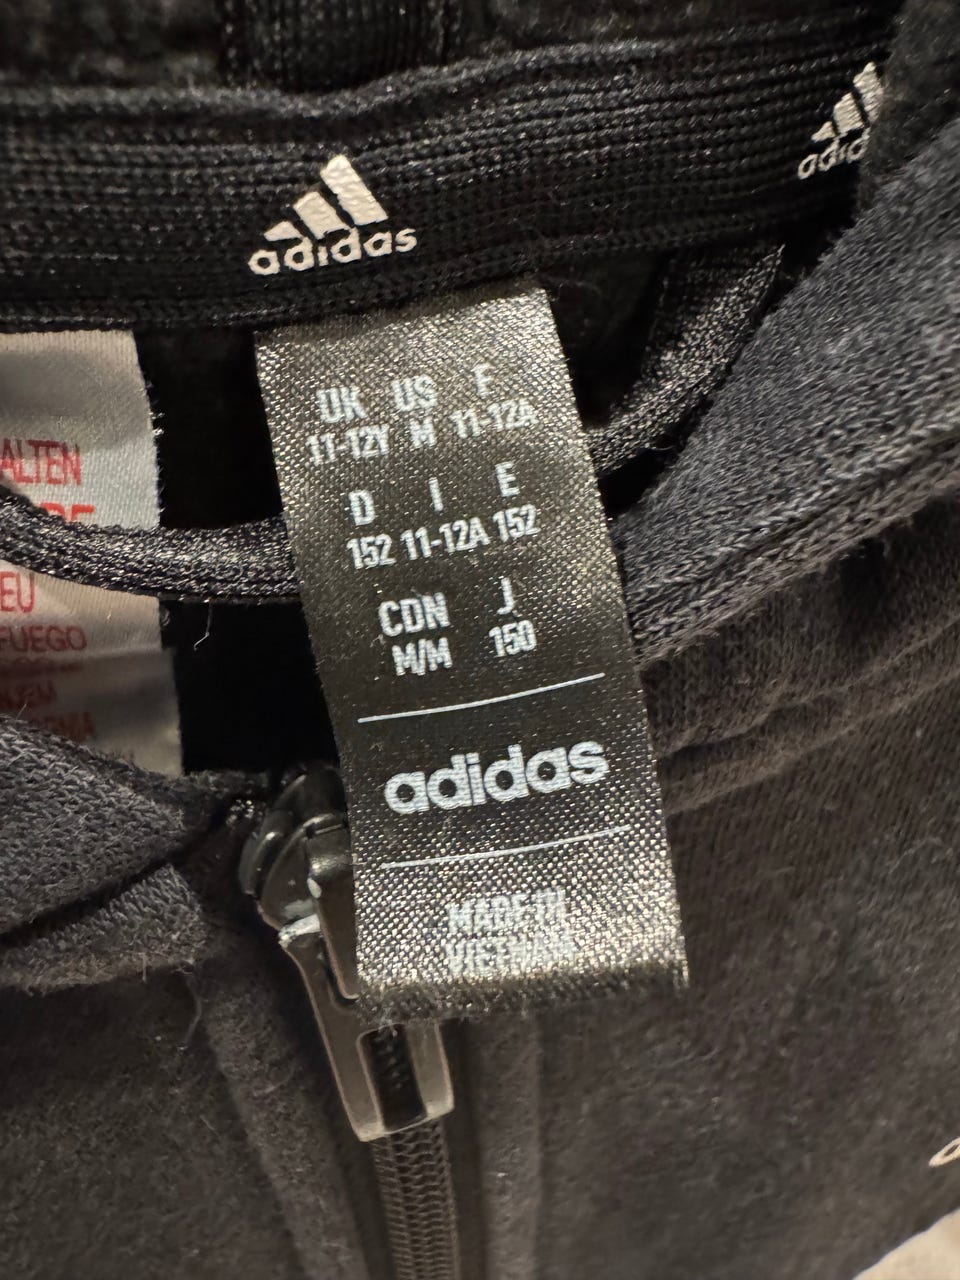 adidas
adidas
UK US F
11-12Y M 11-12A
D I E
152 11-12A 152
CDN J
M/M 150
adidas
MADE IN
VIETNAM
ALTEN
EU
FUEGO